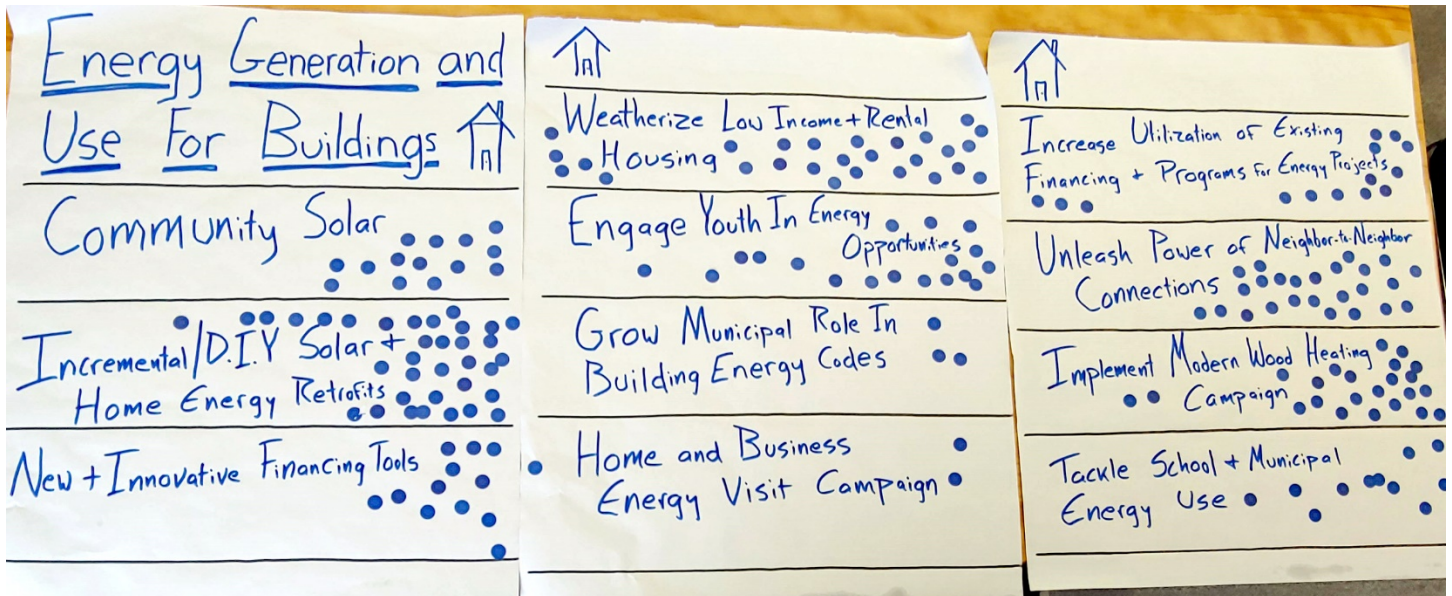 Energy Generation and
Use For Buildings
Community Solar
Incremental/D.I.Y Solar +
Home Energy Retrofits
New + Innovative Financing Tools
Weatherize Low Income + Rental
Housing
Engage Youth In Energy
Opportunities
Grow Municipal Role In
Building Energy Codes
Home and Business
Energy Visit Campaign
Increase Utilization of Existing
Financing + Programs For Energy Projects
Unleash Power of Neighbor-to-Neighbor
Connections
Implement Modern Wood Heating
Campaign
Tackle School + Municipal
Energy Use